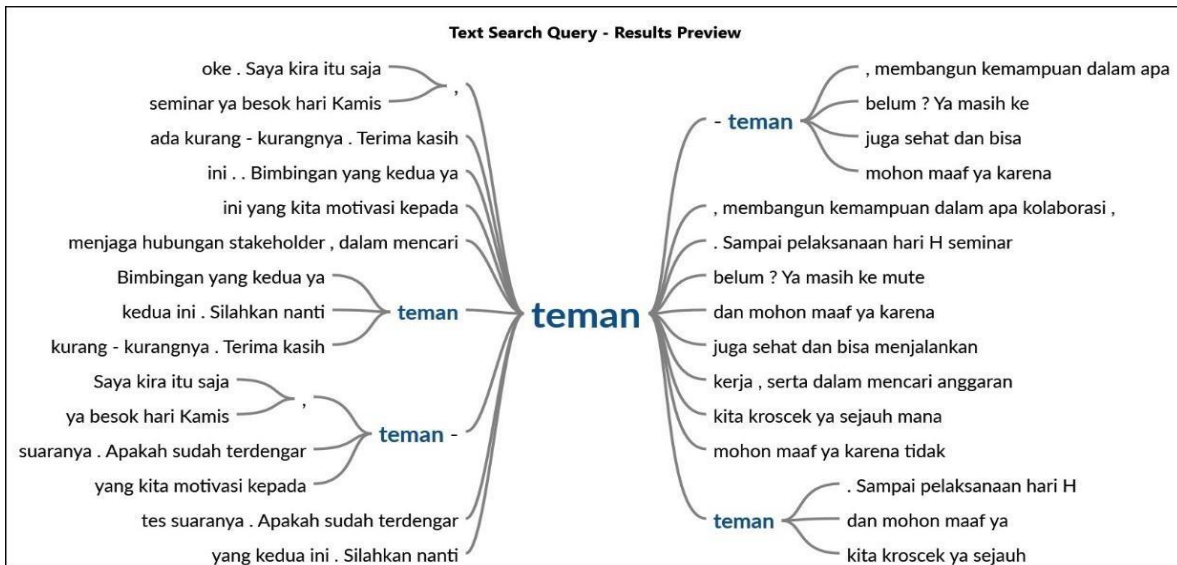 Text Search Query - Results Preview
oke . Saya kira itu saja
seminar ya besok hari Kamis
,
ada kurang - kurangnya . Terima kasih
ini . . Bimbingan yang kedua ya
ini yang kita motivasi kepada
menjaga hubungan stakeholder , dalam mencari
Bimbingan yang kedua ya
kedua ini . Silahkan nanti
kurang - kurangnya . Terima kasih
teman
Saya kira itu saja
ya besok hari Kamis
,
suaranya . Apakah sudah terdengar
yang kita motivasi kepada
teman -
tes suaranya . Apakah sudah terdengar
yang kedua ini . Silahkan nanti
teman
- teman
, membangun kemampuan dalam apa
belum ? Ya masih ke
juga sehat dan bisa
mohon maaf ya karena
, membangun kemampuan dalam apa kolaborasi ,
. Sampai pelaksanaan hari H seminar
belum ? Ya masih ke mute
dan mohon maaf ya karena
juga sehat dan bisa menjalankan
kerja , serta dalam mencari anggaran
kita kroscek ya sejauh mana
mohon maaf ya karena tidak
teman
. Sampai pelaksanaan hari H
dan mohon maaf ya
kita kroscek ya sejauh